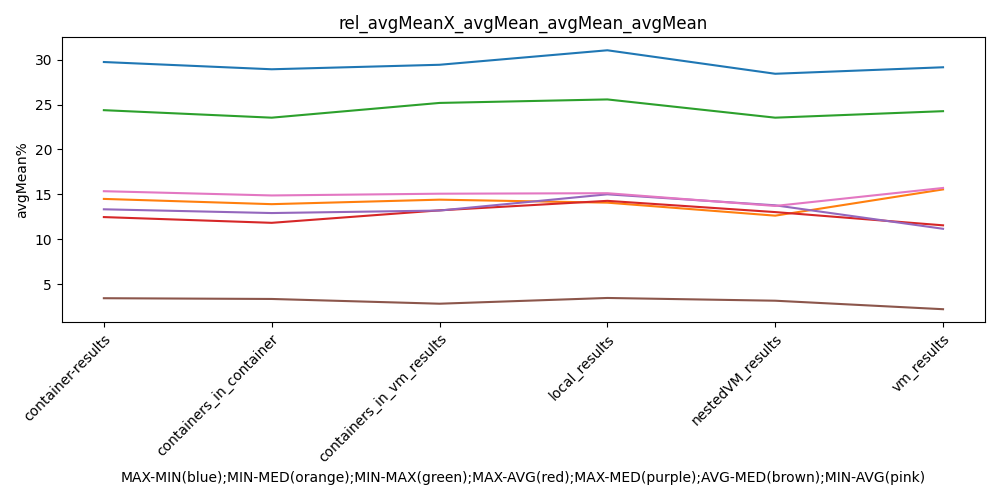 rel_avgMeanX_avgMean_avgMean_avgMean
avgMean%
30
25
20
15
10
5
container-results
containers_in_container
containers_in_vm_results
local_results
nestedVM_results
vm_results
MAX-MIN(blue);MIN-MED(orange);MIN-MAX(green);MAX-AVG(red);MAX-MED(purple);AVG-MED(brown);MIN-AVG(pink)